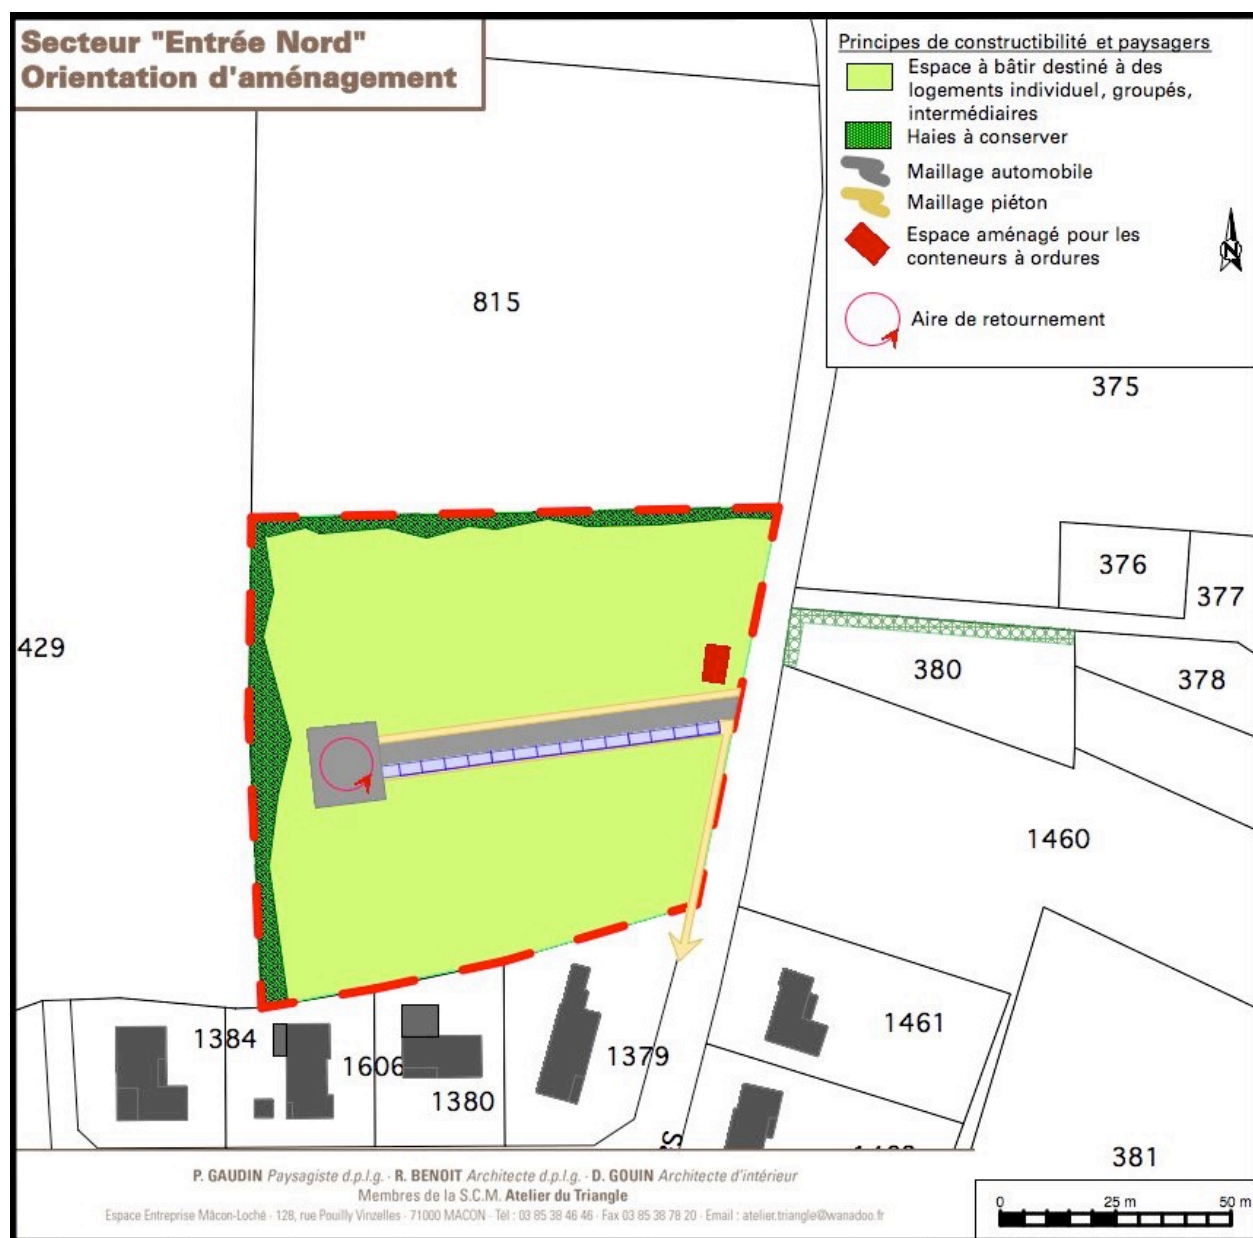 Secteur "Entrée Nord"
Orientation d'aménagement
Principes de constructibilité et paysagers
Espace à bâtir destiné à des
logements individuel, groupés,
intermédiaires
Haies à conserver
Maillage automobile
Maillage piéton
Espace aménagé pour les
conteneurs à ordures
N
Aire de retournement
815
375
376
377
429
380
378
1460
1384
1606
1380
1379
1461
381
P. GAUDIN Paysagiste d.p.l.g. · R. BENOIT Architecte d.p.l.g. · D. GOUIN Architecte d'intérieur
Membres de la S.C.M. Atelier du Triangle
Espace Entreprise Mâcon-Loché · 128, rue Pouilly Vinzelles · 71000 MACON · Tél : 03 85 38 46 46 · Fax 03 85 38 78 20 · Email : atelier.triangle@wanadoo.fr
0 25 m 50 m